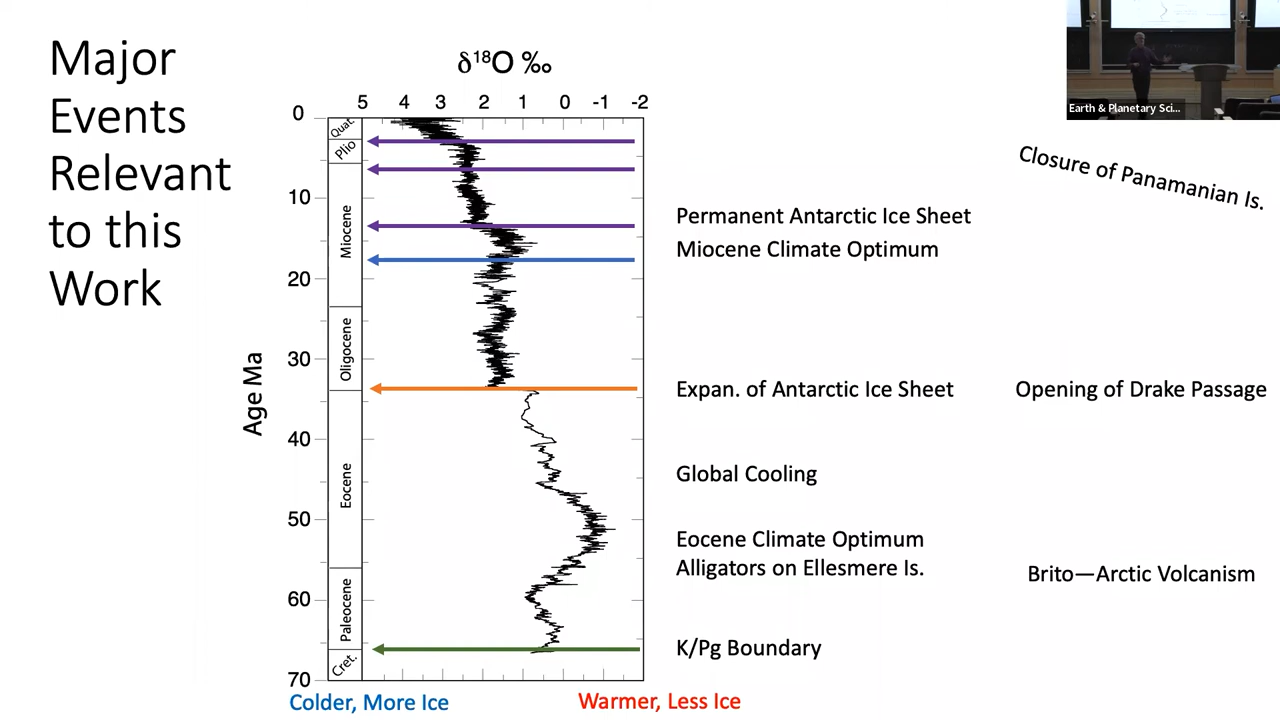 Major
Events
Relevant
to this
Work
δ¹⁸O ‰
5 4 3 2 1 0 -1 -2
0
10
20
30
40
50
60
70
Age Ma
Quat.
Plio
Miocene
Oligocene
Eocene
Paleocene
Cret.
Colder, More Ice
Warmer, Less Ice
Permanent Antarctic Ice Sheet
Miocene Climate Optimum
Expan. of Antarctic Ice Sheet
Global Cooling
Eocene Climate Optimum
Alligators on Ellesmere Is.
K/Pg Boundary
Earth & Planetary Sci...
Closure of Panamanian Is.
Opening of Drake Passage
Brito—Arctic Volcanism